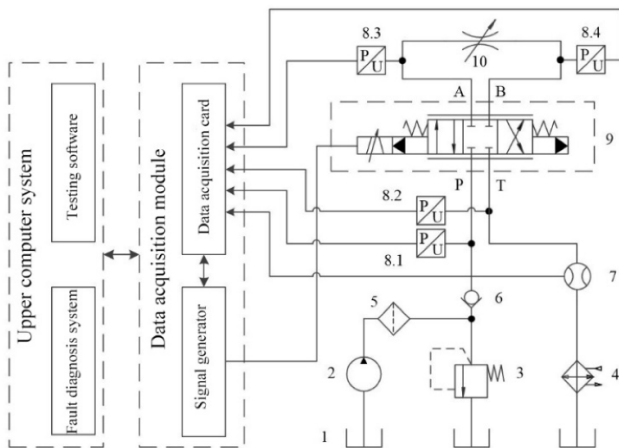 Upper computer system
Testing software
Fault diagnosis system
Data acquisition module
Data acquisition card
Signal generator
8.3
P
U
10
8.4
P
U
A
B
9
P
T
8.2
P
U
8.1
P
U
7
5
6
2
3
4
1